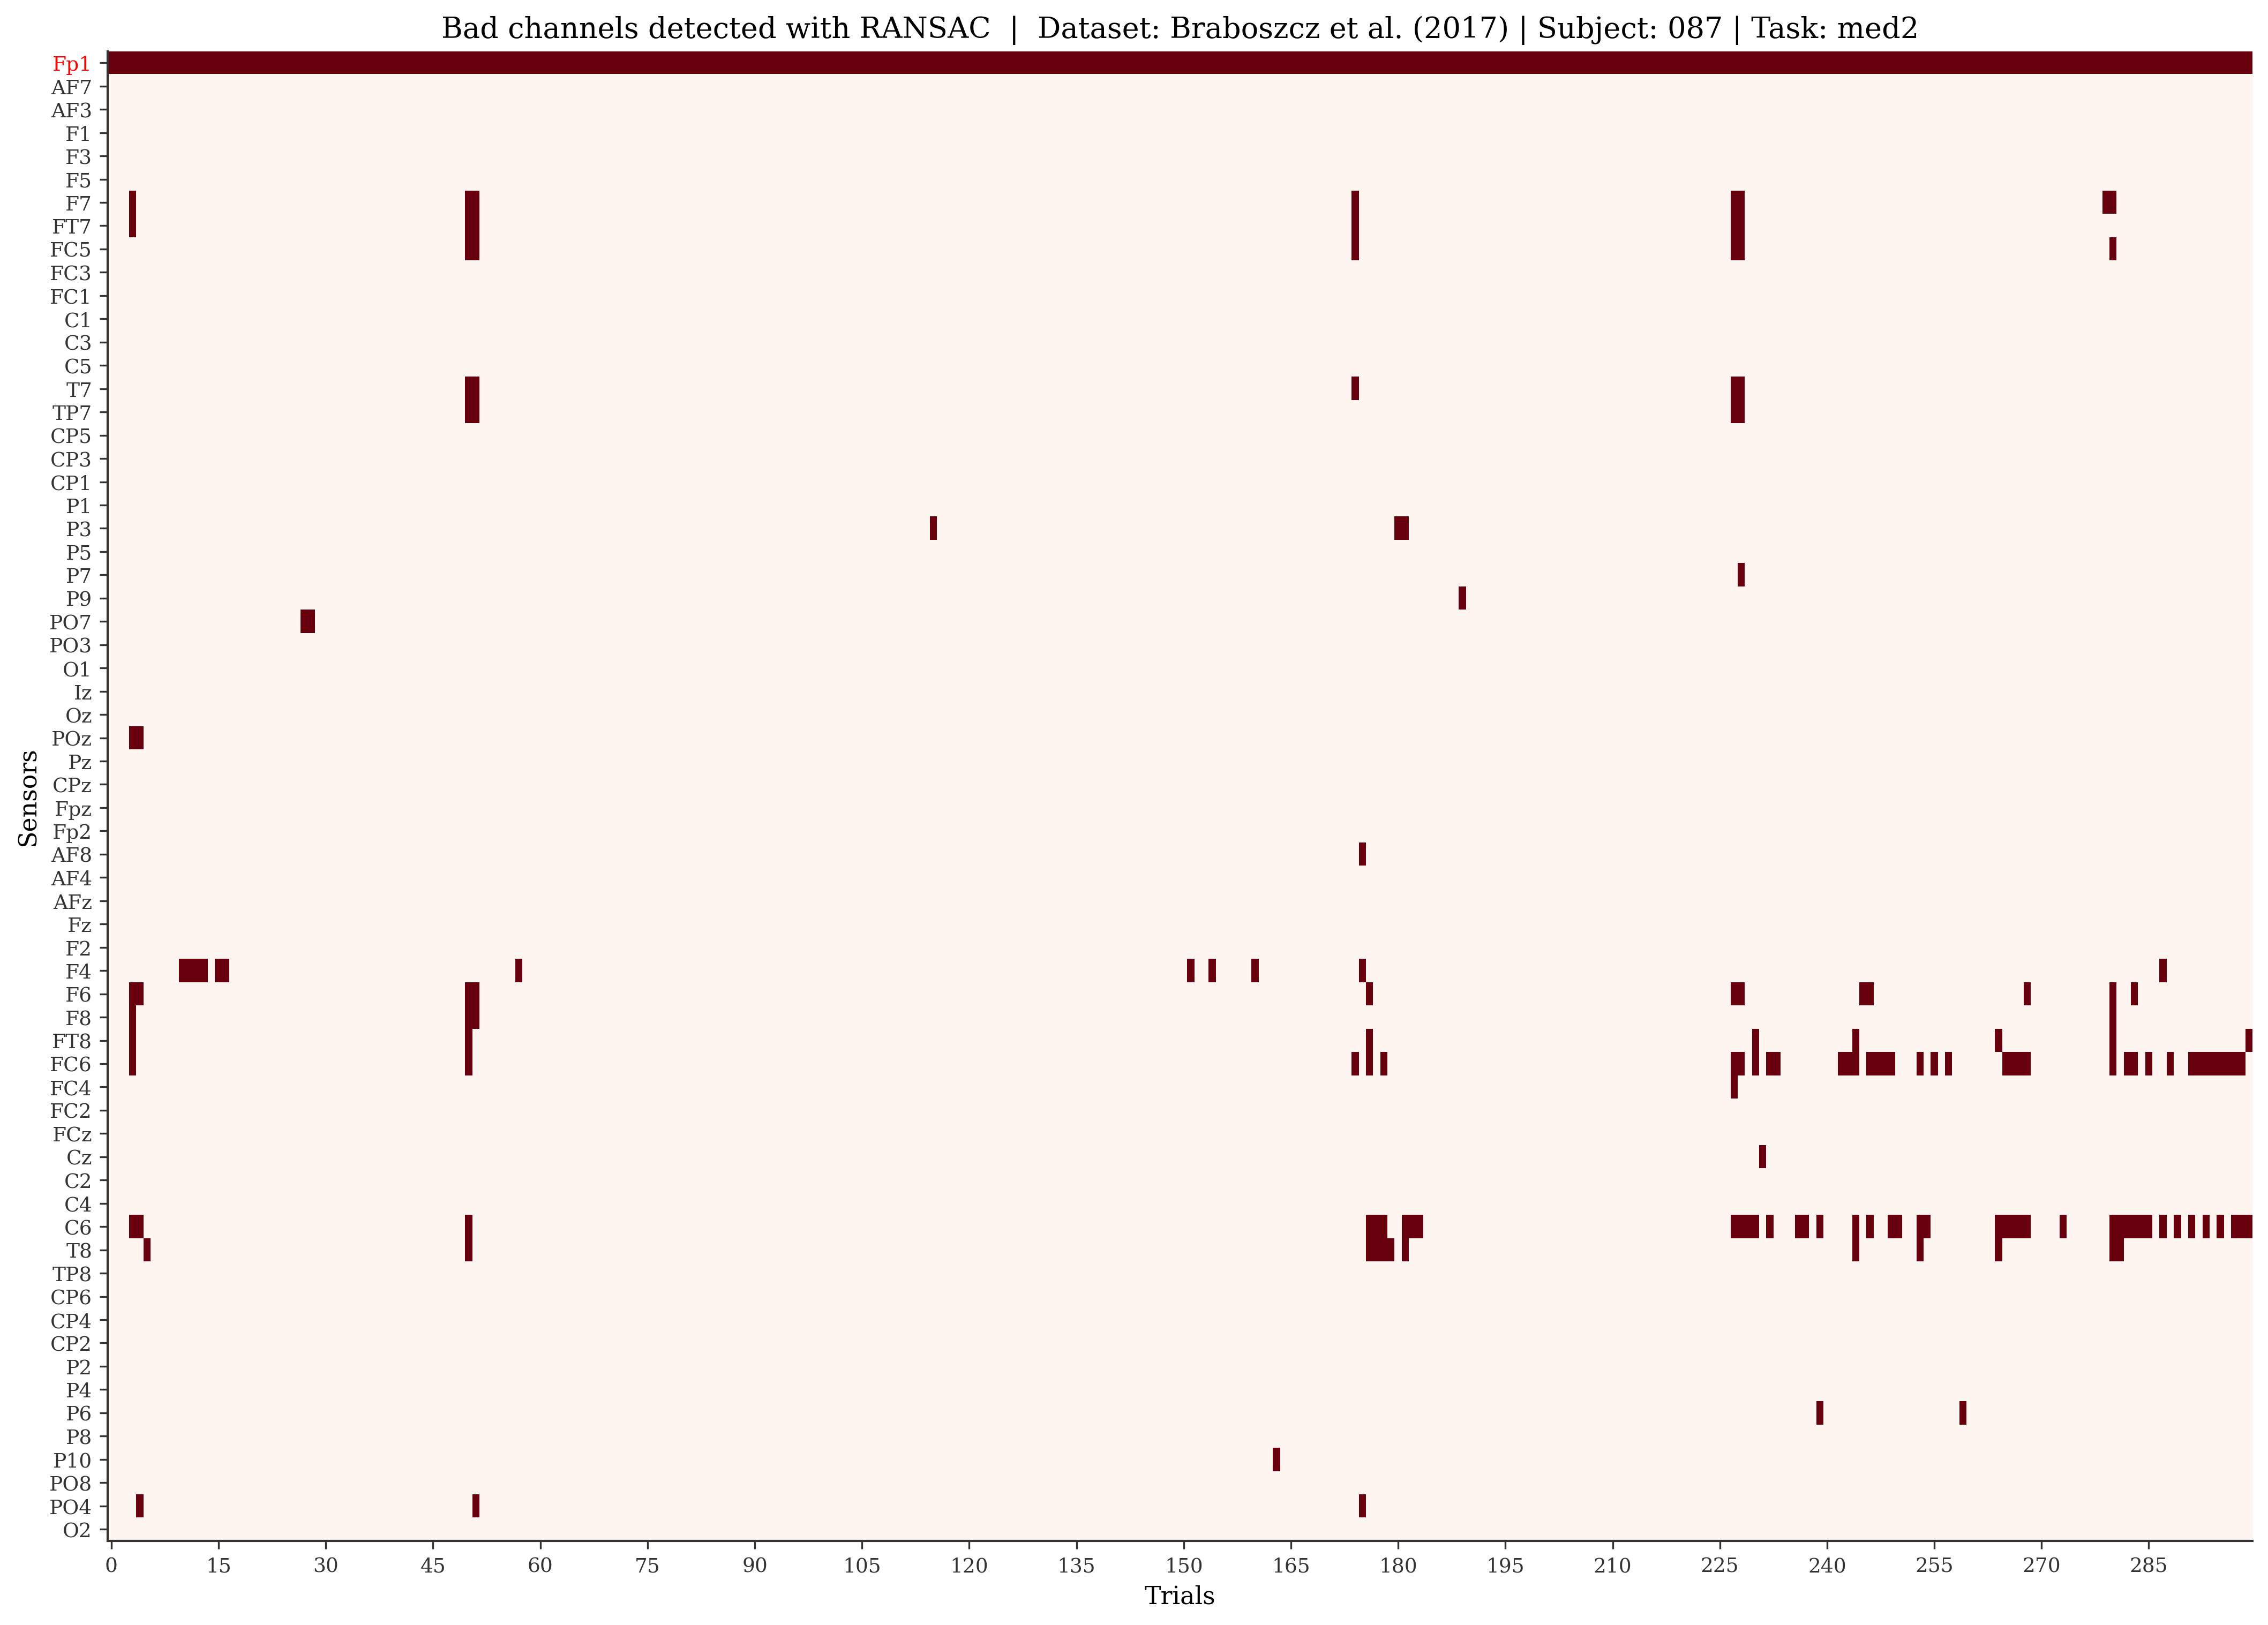 Bad channels detected with RANSAC | Dataset: Braboszcz et al. (2017) | Subject: 087 | Task: med2
Sensors
Fp1
AF7
AF3
F1
F3
F5
F7
FT7
FC5
FC3
FC1
C1
C3
C5
T7
TP7
CP5
CP3
CP1
P1
P3
P5
P7
P9
PO7
PO3
O1
Iz
Oz
POz
Pz
CPz
Fpz
Fp2
AF8
AF4
AFz
Fz
F2
F4
F6
F8
FT8
FC6
FC4
FC2
FCz
Cz
C2
C4
C6
T8
TP8
CP6
CP4
CP2
P2
P4
P6
P8
P10
PO8
PO4
O2
0 15 30 45 60 75 90 105 120 135 150 165 180 195 210 225 240 255 270 285
Trials